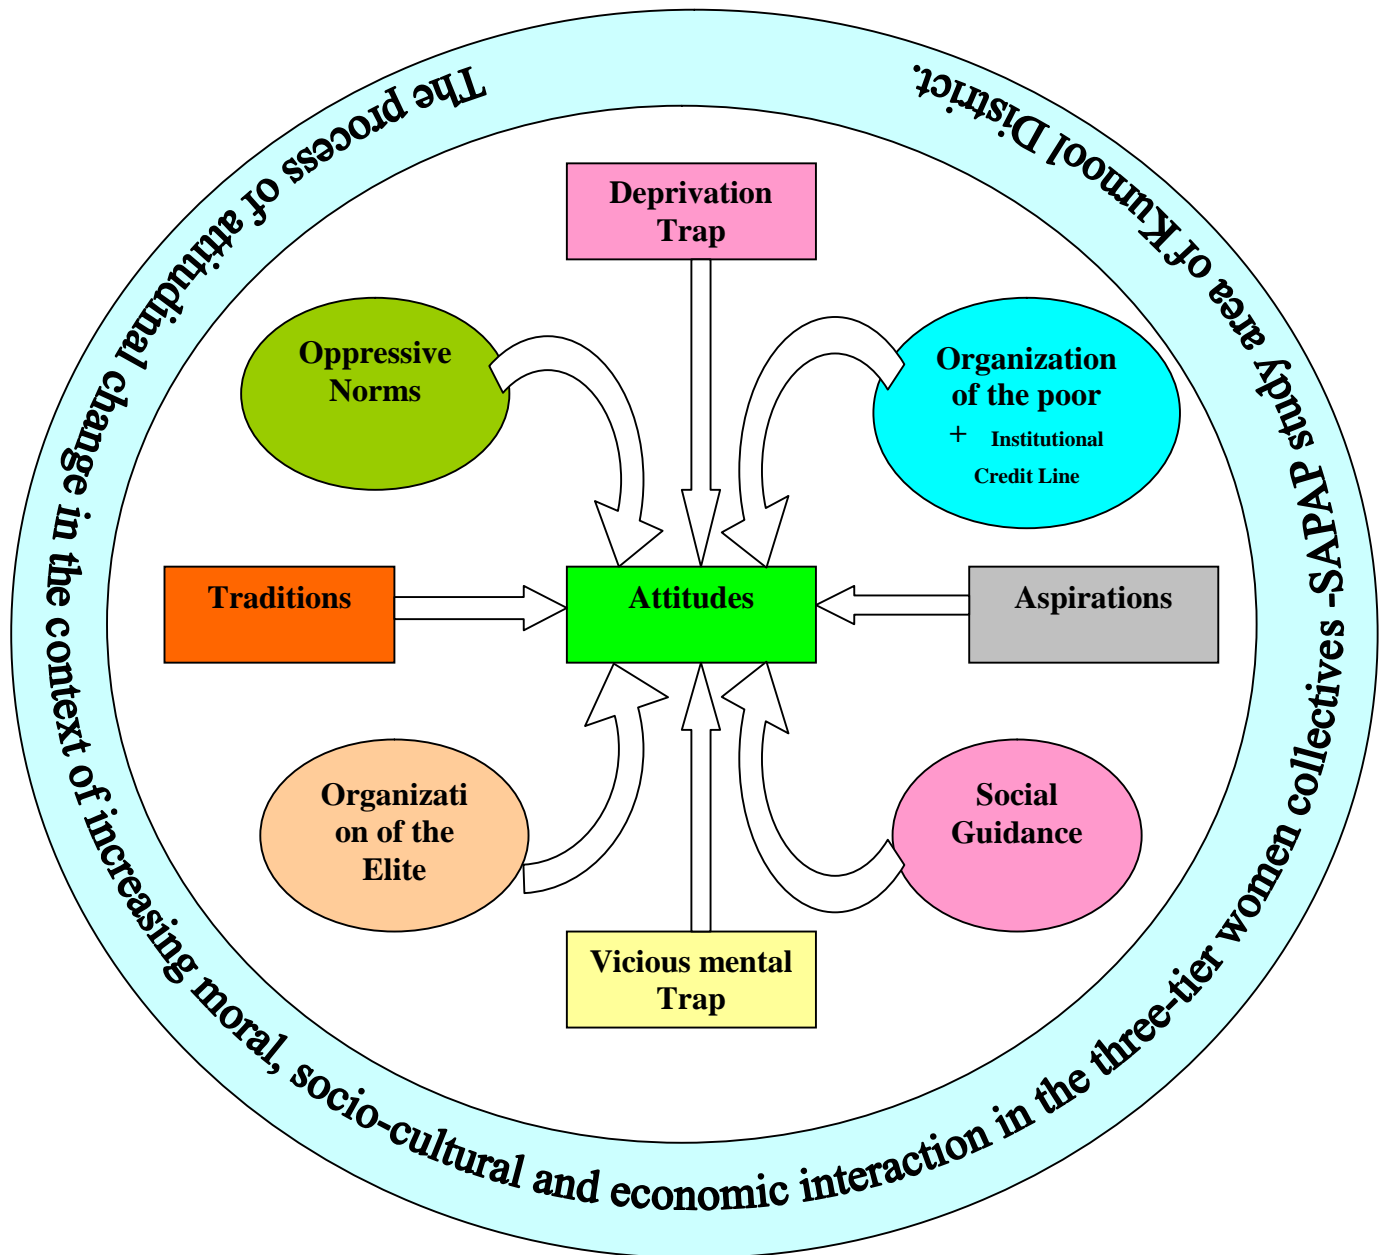 The process of attitudinal change in the context of increasing moral, socio-cultural and economic interaction in the three-tier women collectives -SAPAP study area of Kurnool District.
Deprivation
Trap
Oppressive
Norms
Organization
of the poor
+ Institutional
Credit Line
Traditions
Attitudes
Aspirations
Organizati
on of the
Elite
Social
Guidance
Vicious mental
Trap